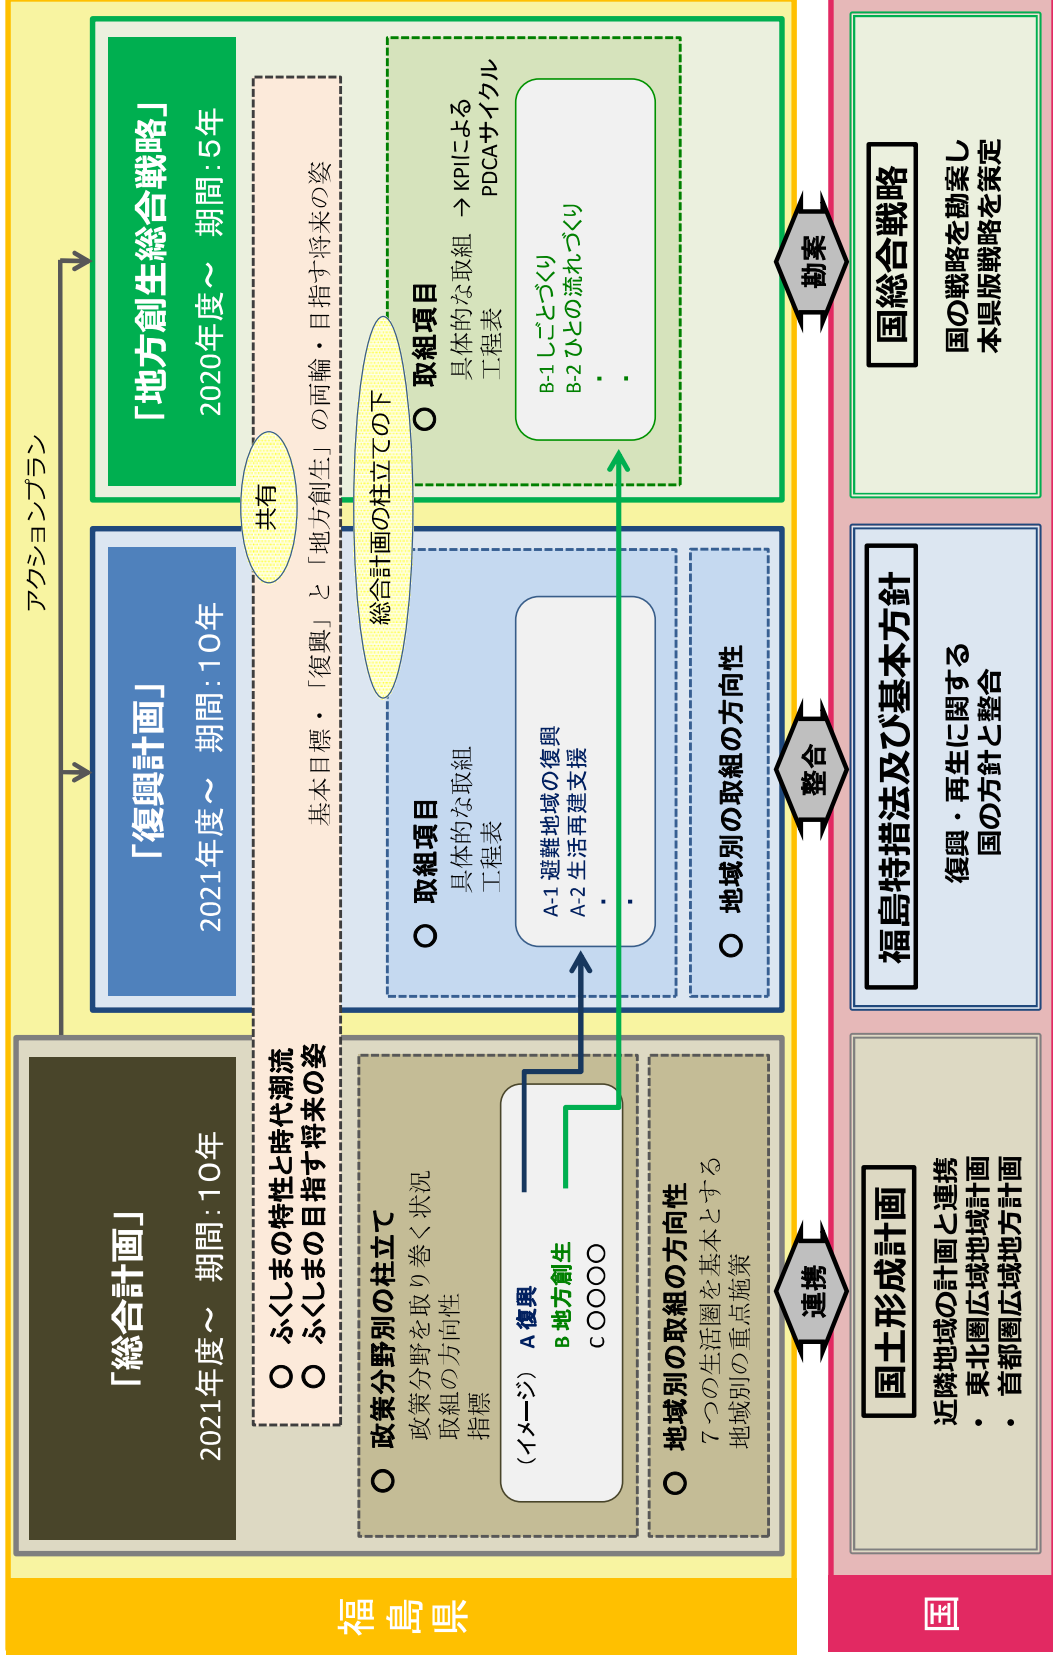 福島県
アクションプラン
「総合計画」
2021年度～　期間：10年
「復興計画」
2021年度～　期間：10年
「地方創生総合戦略」
2020年度～　期間：５年
○　ふくしまの特性と時代潮流
○　ふくしまの目指す将来の姿
共有
基本目標・「復興」と「地方創生」の両輪・目指す将来の姿
総合計画の柱立ての下
○　政策分野別の柱立て
政策分野を取り巻く状況
取組の方向性
指標
（イメージ）　A 復興
B 地方創生
C ○○○○
○　地域別の取組の方向性
７つの生活圏を基本とする
地域別の重点施策
○　取組項目
具体的な取組
工程表
A-1 避難地域の復興
A-2 生活再建支援
・
・
○　地域別の取組の方向性
○　取組項目
具体的な取組　→ KPIによる
工程表　PDCAサイクル
B-1 しごとづくり
B-2 ひとの流れづくり
・
・
連携
整合
勘案
国
国土形成計画
近隣地域の計画と連携
・　東北圏広域地域計画
・　首都圏広域地方計画
福島特措法及び基本方針
復興・再生に関する
国の方針と整合
国総合戦略
国の戦略を勘案し
本県版戦略を策定